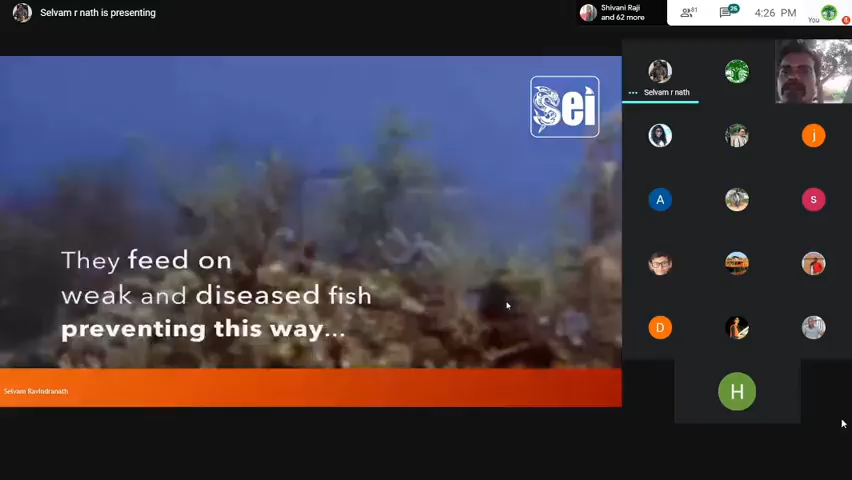 Selvam r nath is presenting
Shivani Raji
and 62 more
81
25
4:26 PM
You
Selvam r nath
sei
They feed on
weak and diseased fish
preventing this way...
Selvam Ravindranath
j
A
s
D
H